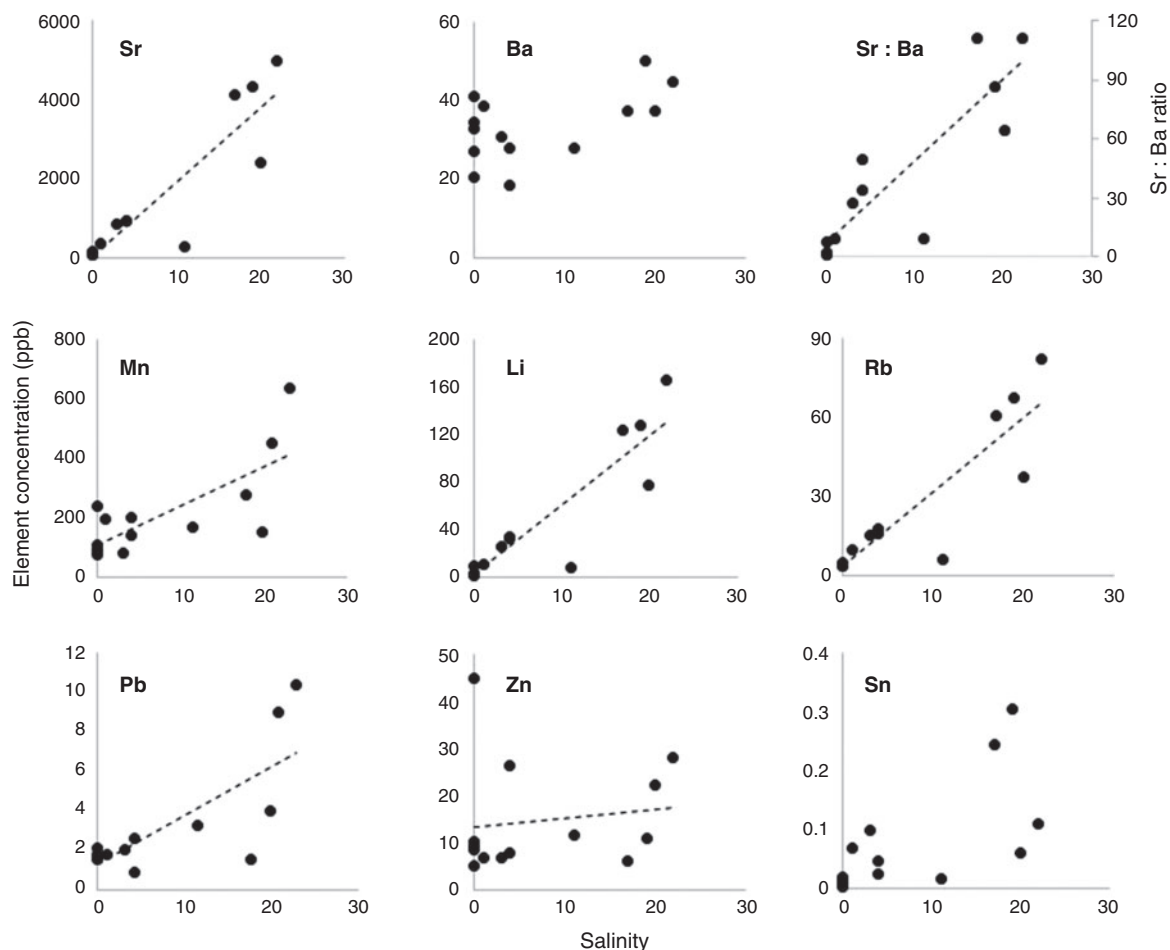 Sr
6000
4000
2000
0
0 10 20 30
Ba
60
40
20
0
0 10 20 30
Sr : Ba
120
90
60
30
0
0 10 20 30
Sr : Ba ratio
Element concentration (ppb)
Mn
800
600
400
200
0
0 10 20 30
Li
200
160
120
80
40
0
0 10 20 30
Rb
90
60
30
0
0 10 20 30
Pb
12
10
8
6
4
2
0
0 10 20 30
Zn
50
40
30
20
10
0
0 10 20 30
Sn
0.4
0.3
0.2
0.1
0
0 10 20 30
Salinity